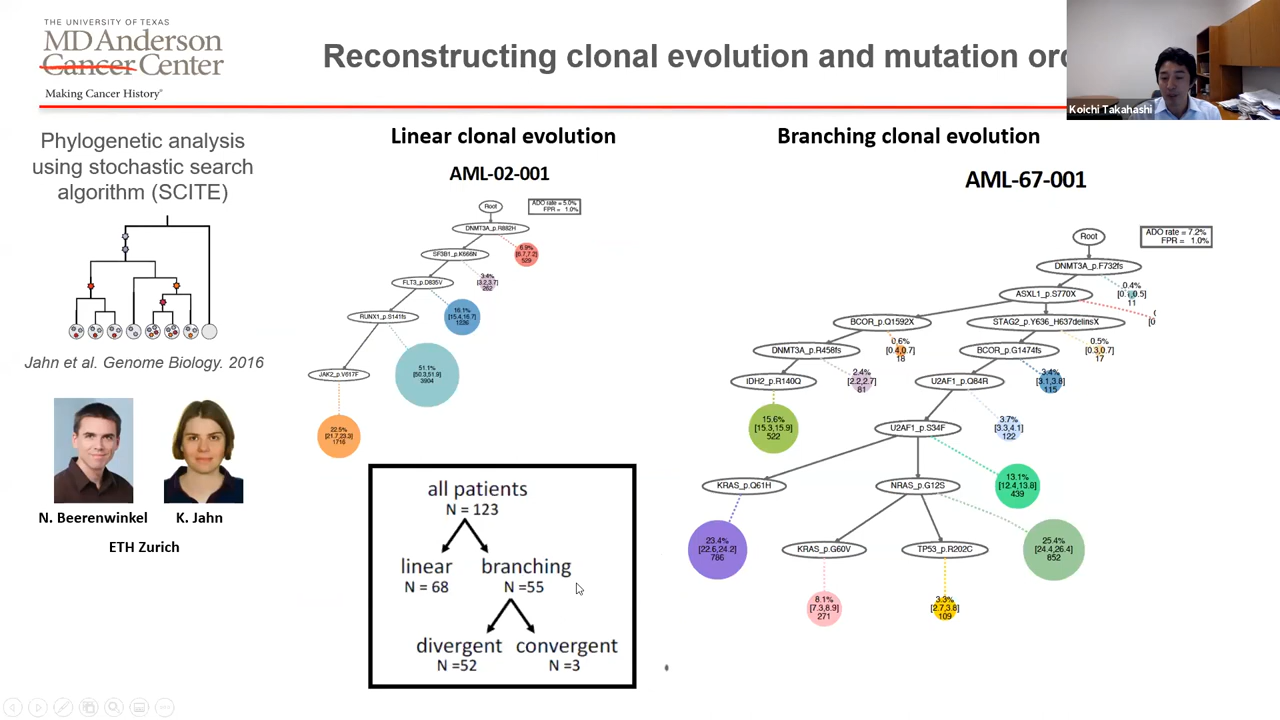 THE UNIVERSITY OF TEXAS
MD Anderson
Cancer Center
Making Cancer History®
Reconstructing clonal evolution and mutation
Koichi Takahashi
Phylogenetic analysis
using stochastic search
algorithm (SCITE)
Jahn et al. Genome Biology. 2016
N. Beerenwinkel
K. Jahn
ETH Zurich
Linear clonal evolution
AML-02-001
Root
ADO rate = 5.0%
FPR = 1.0%
DNMT3A_p.R882H
6.9%
[6.7,7.2]
529
SF3B1_p.K666N
3.4%
[3.2,3.7]
262
FLT3_p.D835V
16.1%
[15.4,16.7]
1226
RUNX1_p.S141fs
51.1%
[50.3,51.9]
3904
JAK2_p.V617F
22.5%
[21.7,23.3]
1716
all patients
N = 123
linear
N = 68
branching
N =55
divergent
N =52
convergent
N =3
Branching clonal evolution
AML-67-001
Root
ADO rate = 7.2%
FPR = 1.0%
DNMT3A_p.F732fs
0.4%
11
ASXL1_p.S770X
BCOR_p.Q1592X
STAG2_p.Y636_H637delinsX
0.6%
[0.4,0.7]
18
0.5%
[0.3,0.7]
17
DNMT3A_p.R458fs
BCOR_p.G1474fs
2.4%
[2.2,2.7]
81
3.4%
[3.1,3.8]
115
IDH2_p.R140Q
U2AF1_p.Q84R
15.6%
[15.3,15.9]
522
3.7%
[3.3,4.1]
122
U2AF1_p.S34F
13.1%
[12.4,13.8]
439
KRAS_p.Q61H
NRAS_p.G12S
23.4%
[22.6,24.2]
786
25.4%
[24.4,26.4]
652
KRAS_p.G60V
TP53_p.R202C
8.1%
[7.3,8.9]
271
3.3%
[2.7,3.8]
109